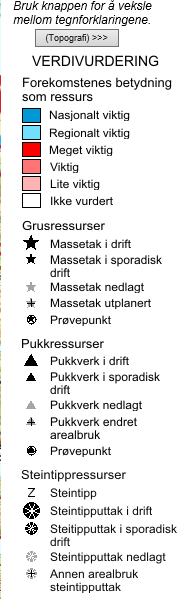 Bruk knappen for å veksle
mellom tegnforklaringene.
(Topografi) >>>
VERDIVURDERING
Forekomstenes betydning
som ressurs
Nasjonalt viktig
Regionalt viktig
Meget viktig
Viktig
Lite viktig
Ikke vurdert
Grusressurser
Massetak i drift
Massetak i sporadisk
drift
Massetak nedlagt
Massetak utplanert
Prøvepunkt
Pukkressurser
Pukkverk i drift
Pukkverk i sporadisk
drift
Pukkverk nedlagt
Pukkverk endret
arealbruk
Prøvepunkt
Steintippressurser
Z Steintipp
Steintipputtak i drift
Steitipputtak i sporadisk
drift
Steintipputtak nedlagt
Annen arealbruk
steintipputtak